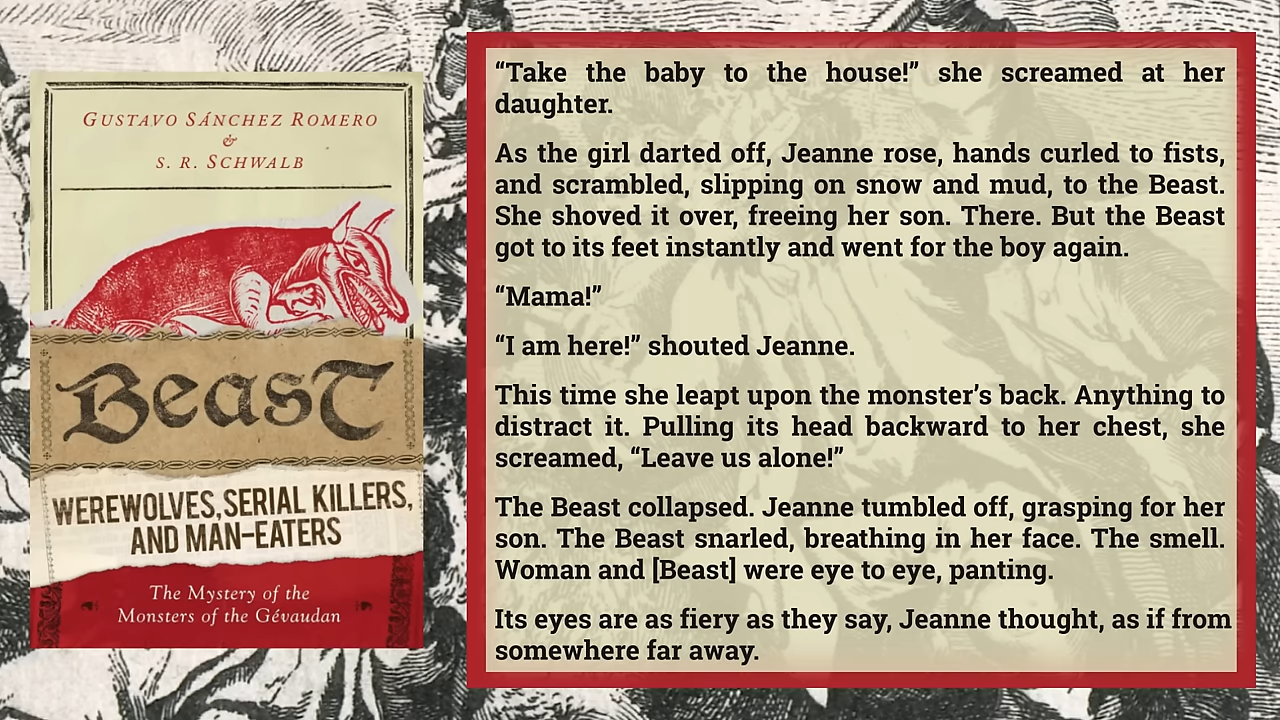 GUSTAVO SÁNCHEZ ROMERO
&
S. R. SCHWALB
Beast
WEREWOLVES, SERIAL KILLERS,
AND MAN-EATERS
The Mystery of the
Monsters of the Gévaudan
“Take the baby to the house!” she screamed at her
daughter.
As the girl darted off, Jeanne rose, hands curled to fists,
and scrambled, slipping on snow and mud, to the Beast.
She shoved it over, freeing her son. There. But the Beast
got to its feet instantly and went for the boy again.
“Mama!”
“I am here!” shouted Jeanne.
This time she leapt upon the monster’s back. Anything to
distract it. Pulling its head backward to her chest, she
screamed, “Leave us alone!”
The Beast collapsed. Jeanne tumbled off, grasping for her
son. The Beast snarled, breathing in her face. The smell.
Woman and [Beast] were eye to eye, panting.
Its eyes are as fiery as they say, Jeanne thought, as if from
somewhere far away.